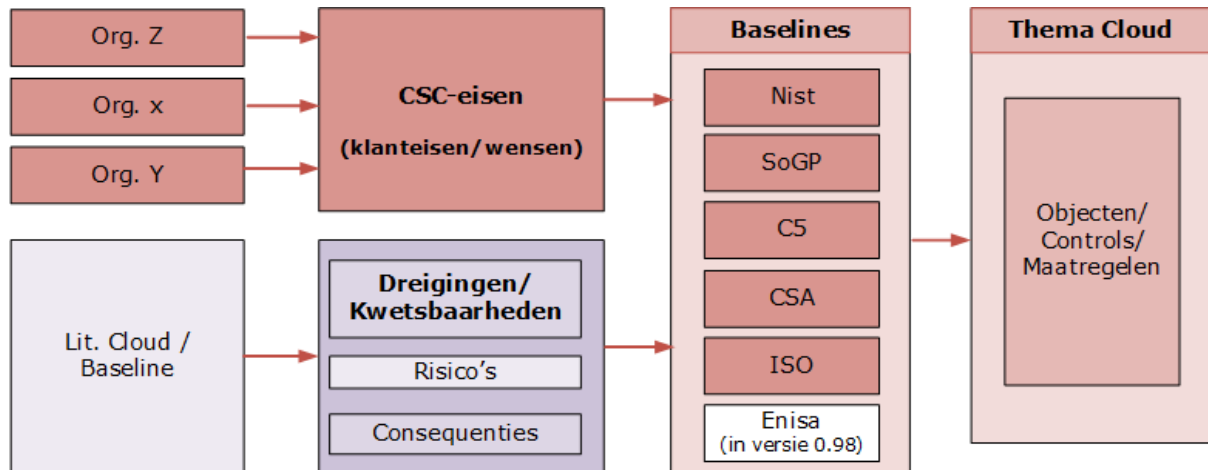 Org. Z
Org. x
Org. Y
CSC-eisen
(klanteisen/wensen)
Lit. Cloud /
Baseline
Dreigingen/
Kwetsbaarheden
Risico's
Consequenties
Baselines
Nist
SoGP
C5
CSA
ISO
Enisa
(in versie 0.98)
Thema Cloud
Objecten/
Controls/
Maatregelen